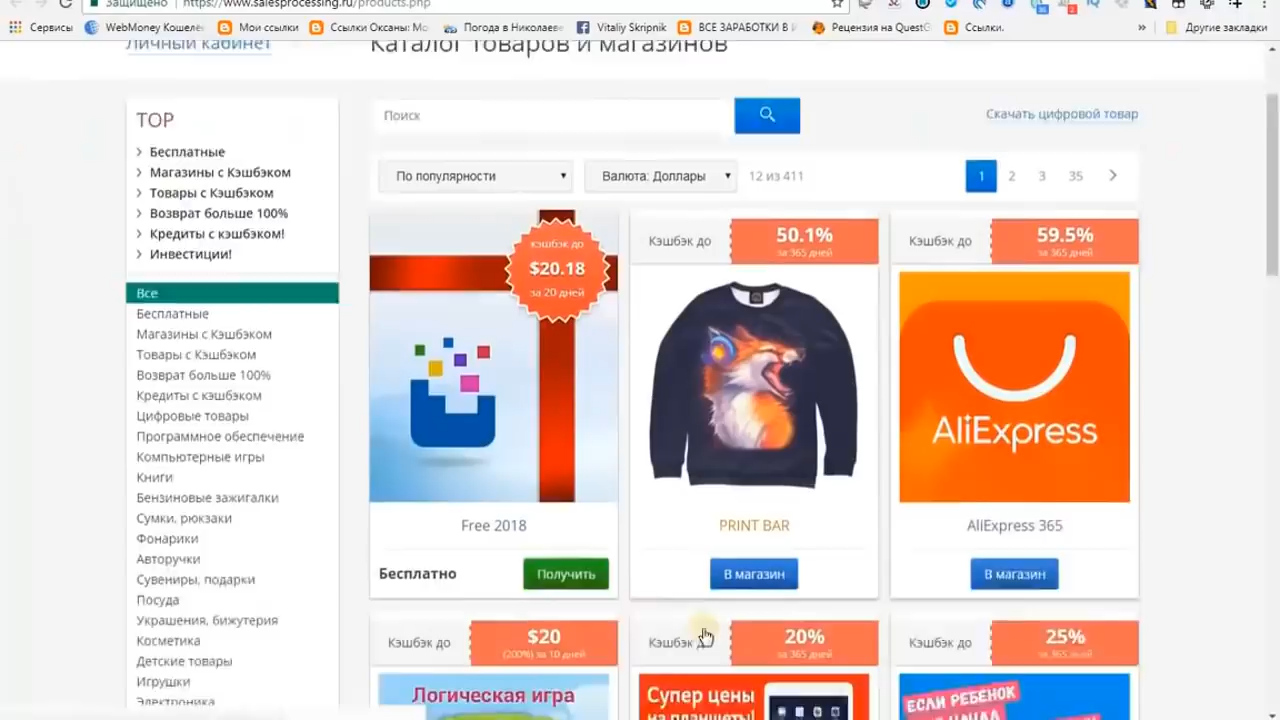 Защищено
https://www.salesprocessing.ru/products.php
Сервисы
WebMoney Кошеле
Мои ссылки
Ссылки Оксаны: Мо
Погода в Николаеве
Vitaliy Skripnik
ВСЕ ЗАРАБОТКИ В И
Рецензия на QuestG
Ссылки.
»
Другие закладки
Личный кабинет
Каталог товаров и магазинов
TOP
Бесплатные
Магазины с Кэшбэком
Товары с Кэшбэком
Возврат больше 100%
Кредиты с кэшбэком!
Инвестиции!
Все
Бесплатные
Магазины с Кэшбэком
Товары с Кэшбэком
Возврат больше 100%
Кредиты с кэшбэком
Цифровые товары
Программное обеспечение
Компьютерные игры
Книги
Бензиновые зажигалки
Сумки, рюкзаки
Фонарики
Авторучки
Сувениры, подарки
Посуда
Украшения, бижутерия
Косметика
Детские товары
Игрушки
Электроника
Поиск
Скачать цифровой товар
По популярности
Валюта: Доллары
12 из 411
1 2 3 35
Кэшбэк до
$20.18
за 20 дней
Free 2018
Бесплатно
Получить
Кэшбэк до
50.1%
за 365 дней
PRINT BAR
В магазин
Кэшбэк до
59.5%
за 365 дней
AliExpress
AliExpress 365
В магазин
Кэшбэк до
$20
(200%) за 10 дней
Логическая игра
Кэшбэк до
20%
за 365 дней
Супер цены
на планшеты!
Кэшбэк до
25%
за 365 дней
ЕСЛИ РЕБЁНОК